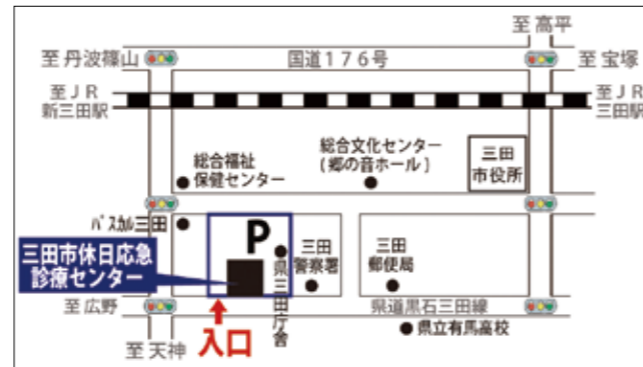 至 高平
至 丹波篠山
国道１７６号
至 宝塚
至ＪＲ
新三田駅
至ＪＲ
三田駅
総合福祉
保健センター
総合文化センター
(郷の音ホール)
三田
市役所
パスカル三田
P
県三田庁舎
三田
警察署
三田
郵便局
三田市休日応急
診療センター
至 広野
県道黒石三田線
入口
県立有馬高校
至 天神